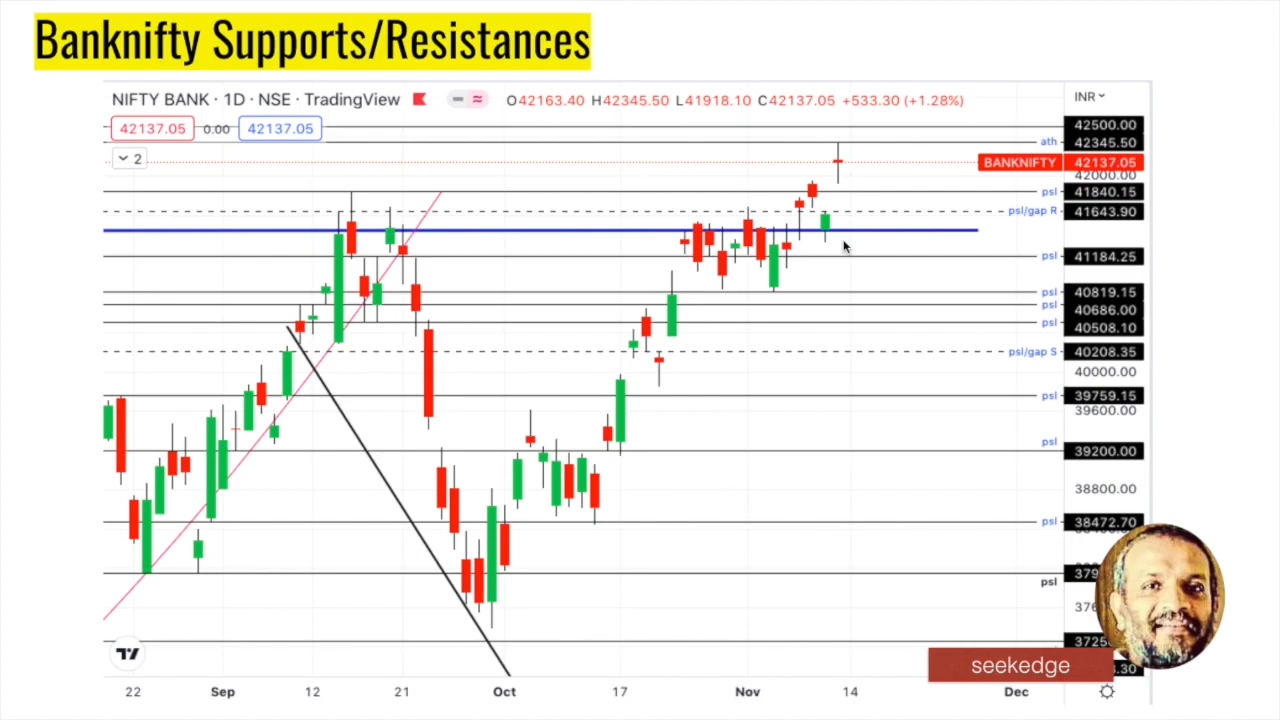 Banknifty Supports/Resistances
NIFTY BANK · 1D · NSE · TradingView O42163.40 H42345.50 L41918.10 C42137.05 +533.30 (+1.28%)
INR
42137.05 0.00 42137.05
2
42500.00
ath 42345.50
BANKNIFTY 42137.05
42000.00
psl 41840.15
psl/gap R 41643.90
psl 41184.25
psl 40819.15
psl 40686.00
psl 40508.10
psl/gap S 40208.35
40000.00
psl 39759.15
39600.00
psl 39200.00
38800.00
psl 38472.70
psl
seekedge
22 Sep 12 21 Oct 17 Nov 14 Dec